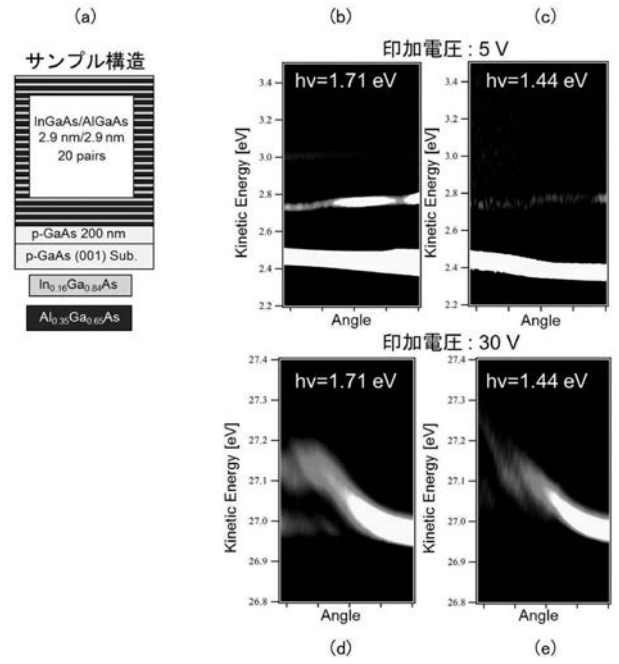 (a)
(b)
(c)
サンプル構造
InGaAs/AlGaAs
2.9 nm/2.9 nm
20 pairs
p-GaAs 200 nm
p-GaAs (001) Sub.
In0.16Ga0.84As
Al0.35Ga0.65As
印加電圧 : 5 V
hν=1.71 eV
Kinetic Energy [eV]
3.4
3.2
3.0
2.8
2.6
2.4
2.2
Angle
hν=1.44 eV
Kinetic Energy [eV]
3.4
3.2
3.0
2.8
2.6
2.4
2.2
Angle
印加電圧 : 30 V
hν=1.71 eV
Kinetic Energy [eV]
27.4
27.3
27.2
27.1
27.0
26.9
26.8
Angle
hν=1.44 eV
Kinetic Energy [eV]
27.4
27.3
27.2
27.1
27.0
26.9
26.8
Angle
(d)
(e)